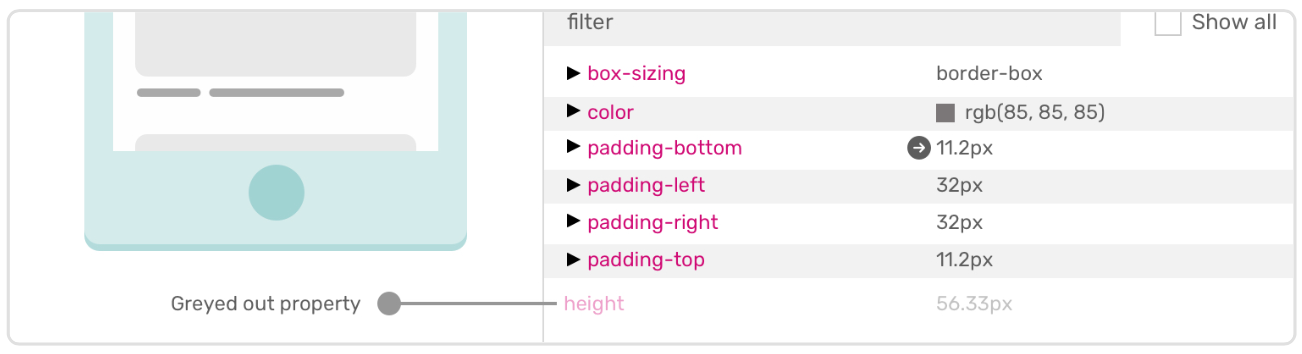 filter
Show all
box-sizing border-box
color rgb(85, 85, 85)
padding-bottom 11.2px
padding-left 32px
padding-right 32px
padding-top 11.2px
Greyed out property height 56.33px